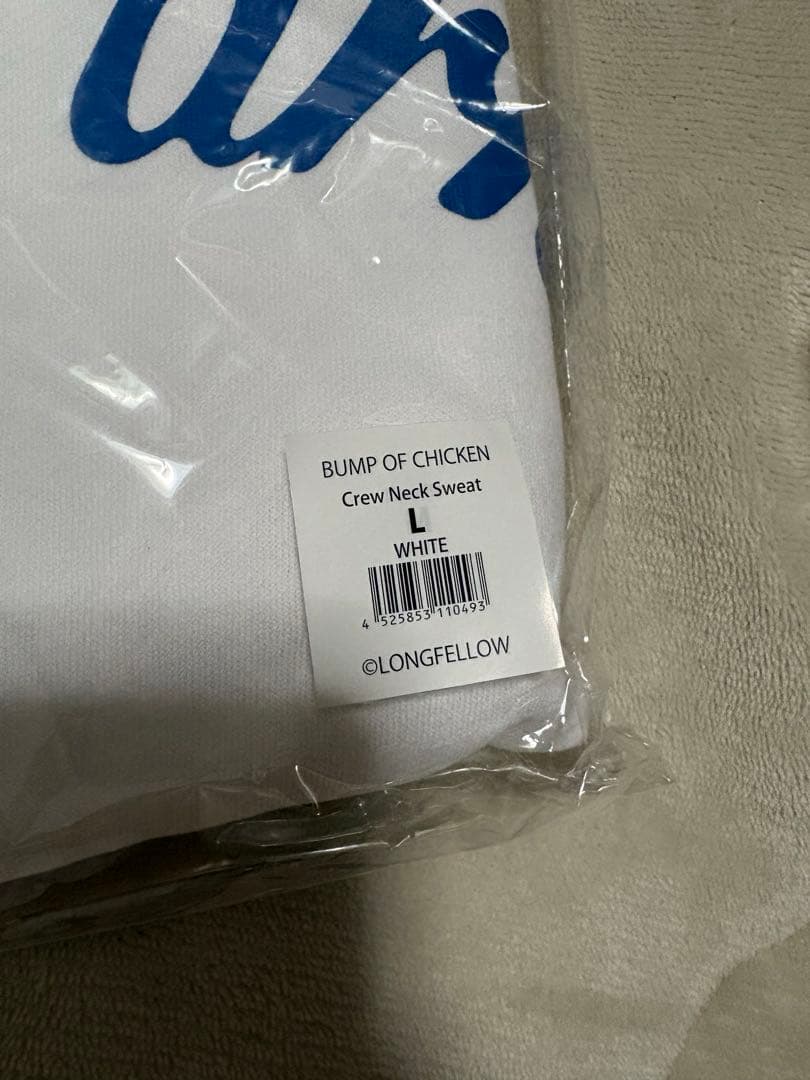 BUMP OF CHICKEN
Crew Neck Sweat
L
WHITE
4 525853 110493
©LONGFELLOW